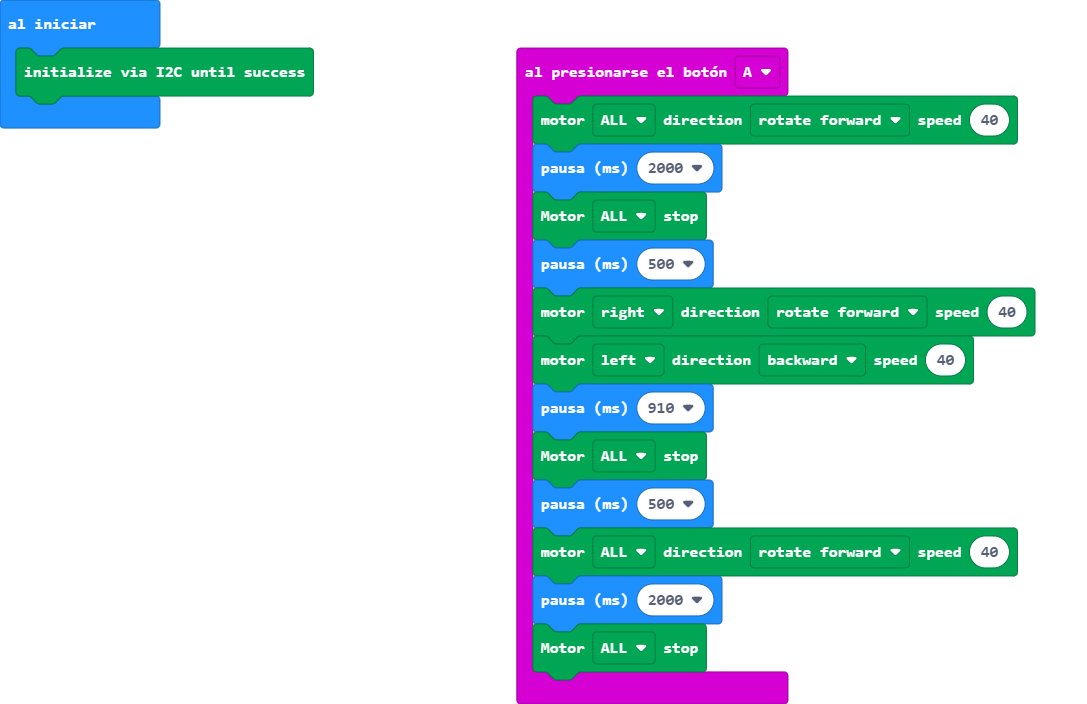 al iniciar
initialize via I2C until success
al presionarse el botón A
motor ALL direction rotate forward speed 40
pausa (ms) 2000
Motor ALL stop
pausa (ms) 500
motor right direction rotate forward speed 40
motor left direction backward speed 40
pausa (ms) 910
Motor ALL stop
pausa (ms) 500
motor ALL direction rotate forward speed 40
pausa (ms) 2000
Motor ALL stop